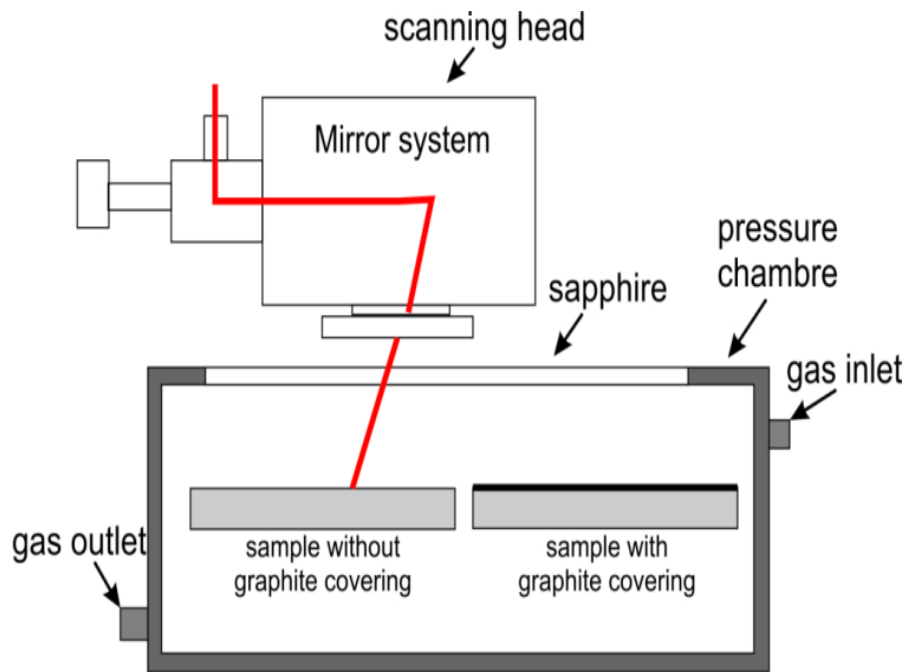 scanning head
Mirror system
pressure
chambre
sapphire
gas inlet
gas outlet
sample without
graphite covering
sample with
graphite covering